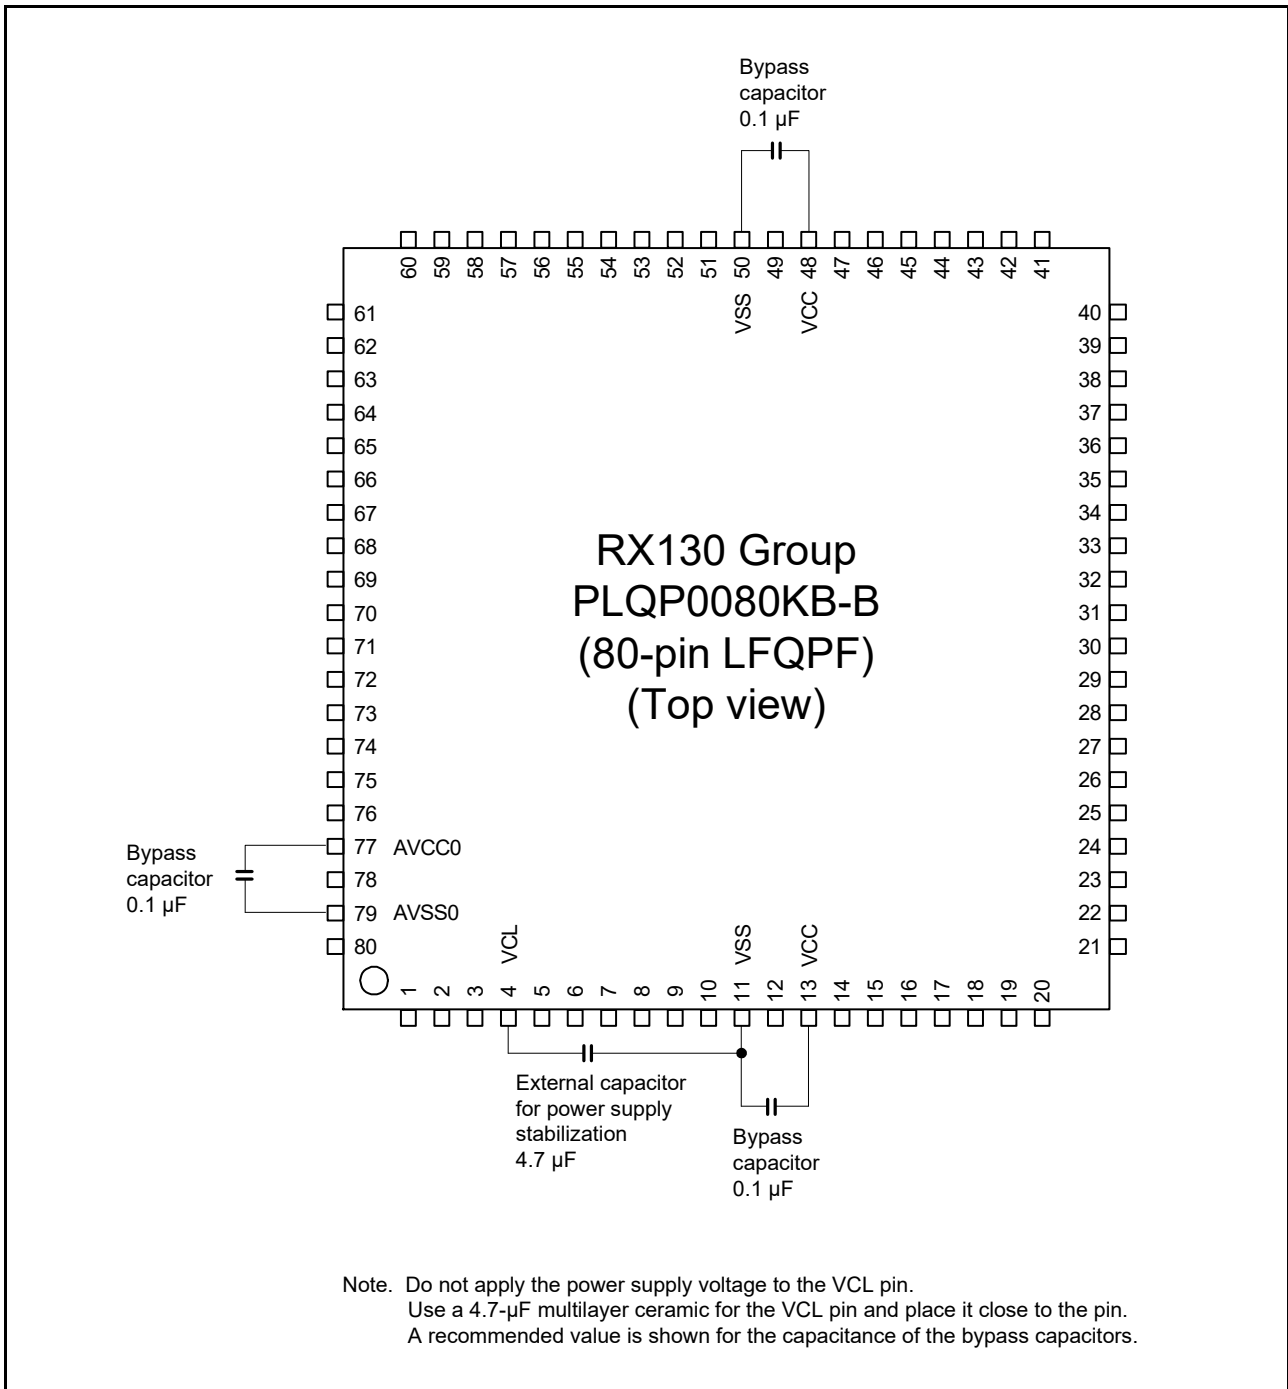 Bypass
capacitor
0.1 µF
60 59 58 57 56 55 54 53 52 51 50 49 48 47 46 45 44 43 42 41
VSS VCC
61
62
63
64
65
66
67
68
69
70
71
72
73
74
75
76
77 AVCC0
78
79 AVSS0
80
40
39
38
37
36
35
34
33
32
31
30
29
28
27
26
25
24
23
22
21
RX130 Group
PLQP0080KB-B
(80-pin LFQPF)
(Top view)
Bypass
capacitor
0.1 µF
VCL VSS VCC
1 2 3 4 5 6 7 8 9 10 11 12 13 14 15 16 17 18 19 20
External capacitor
for power supply
stabilization
4.7 µF
Bypass
capacitor
0.1 µF
Note. Do not apply the power supply voltage to the VCL pin.
Use a 4.7-µF multilayer ceramic for the VCL pin and place it close to the pin.
A recommended value is shown for the capacitance of the bypass capacitors.